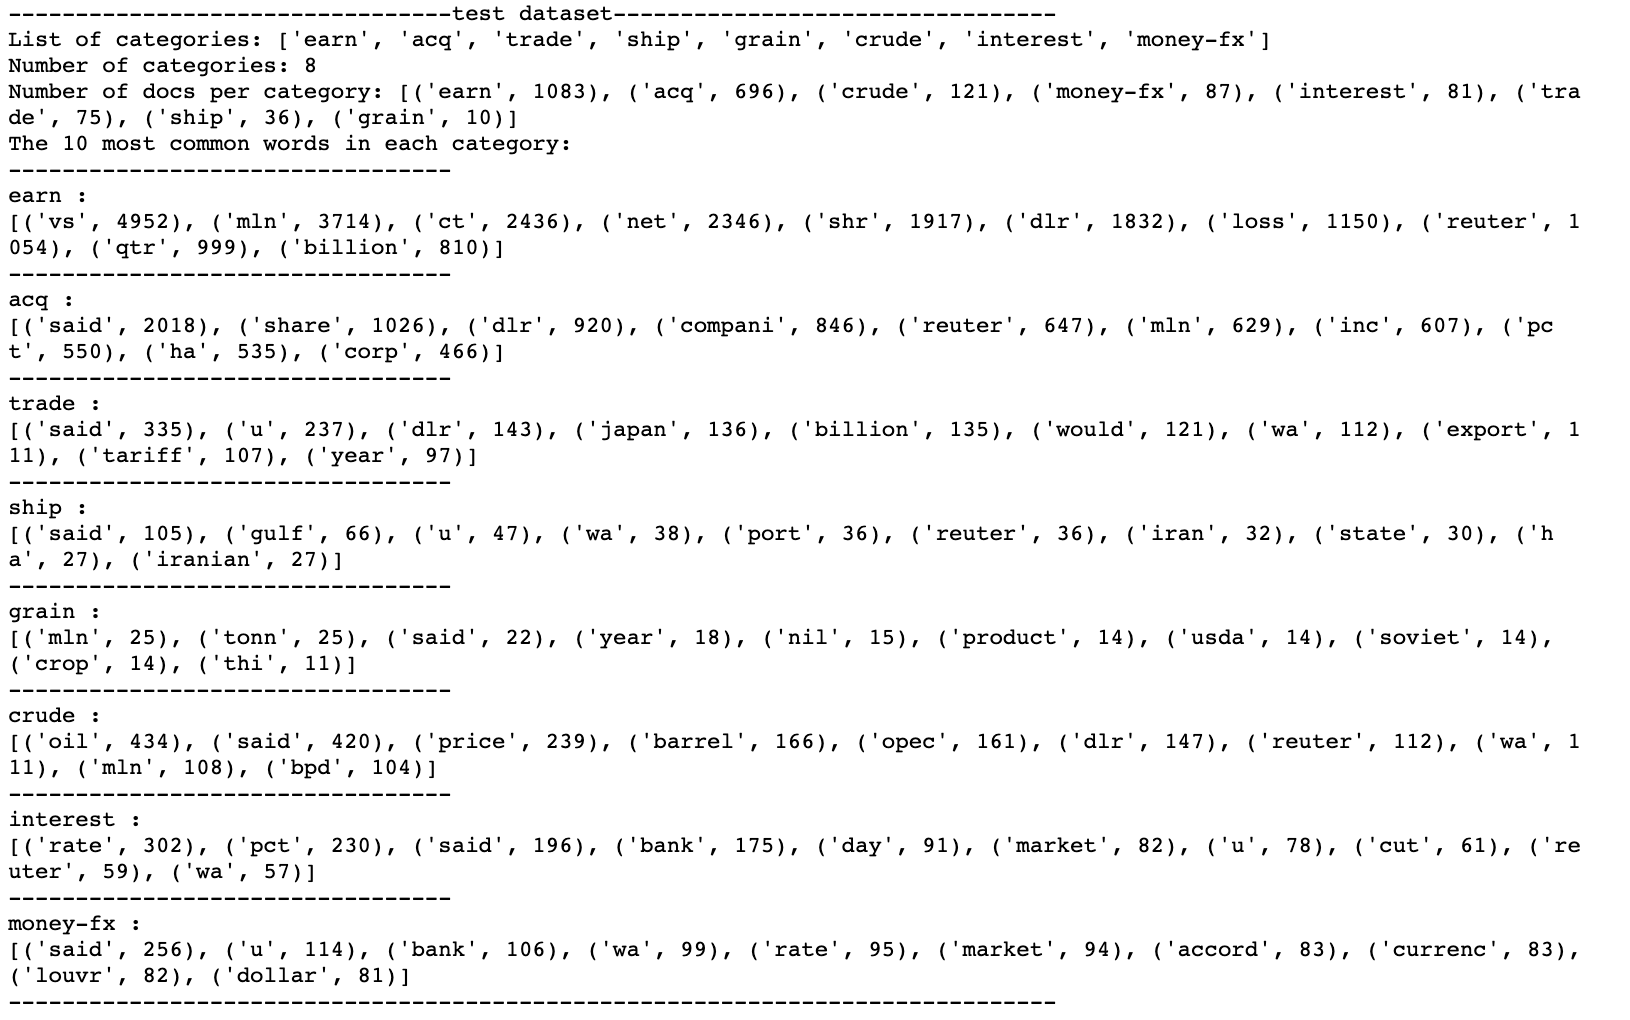 ---------------------------------test dataset---------------------------------
List of categories: ['earn', 'acq', 'trade', 'ship', 'grain', 'crude', 'interest', 'money-fx']
Number of categories: 8
Number of docs per category: [('earn', 1083), ('acq', 696), ('crude', 121), ('money-fx', 87), ('interest', 81), ('tra
de', 75), ('ship', 36), ('grain', 10)]
The 10 most common words in each category:
---------------------------------
earn :
[('vs', 4952), ('mln', 3714), ('ct', 2436), ('net', 2346), ('shr', 1917), ('dlr', 1832), ('loss', 1150), ('reuter', 1
054), ('qtr', 999), ('billion', 810)]
---------------------------------
acq :
[('said', 2018), ('share', 1026), ('dlr', 920), ('compani', 846), ('reuter', 647), ('mln', 629), ('inc', 607), ('pc
t', 550), ('ha', 535), ('corp', 466)]
---------------------------------
trade :
[('said', 335), ('u', 237), ('dlr', 143), ('japan', 136), ('billion', 135), ('would', 121), ('wa', 112), ('export', 1
11), ('tariff', 107), ('year', 97)]
---------------------------------
ship :
[('said', 105), ('gulf', 66), ('u', 47), ('wa', 38), ('port', 36), ('reuter', 36), ('iran', 32), ('state', 30), ('h
a', 27), ('iranian', 27)]
---------------------------------
grain :
[('mln', 25), ('tonn', 25), ('said', 22), ('year', 18), ('nil', 15), ('product', 14), ('usda', 14), ('soviet', 14),
('crop', 14), ('thi', 11)]
---------------------------------
crude :
[('oil', 434), ('said', 420), ('price', 239), ('barrel', 166), ('opec', 161), ('dlr', 147), ('reuter', 112), ('wa', 1
11), ('mln', 108), ('bpd', 104)]
---------------------------------
interest :
[('rate', 302), ('pct', 230), ('said', 196), ('bank', 175), ('day', 91), ('market', 82), ('u', 78), ('cut', 61), ('re
uter', 59), ('wa', 57)]
---------------------------------
money-fx :
[('said', 256), ('u', 114), ('bank', 106), ('wa', 99), ('rate', 95), ('market', 94), ('accord', 83), ('currenc', 83),
('louvr', 82), ('dollar', 81)]
------------------------------------------------------------------------------